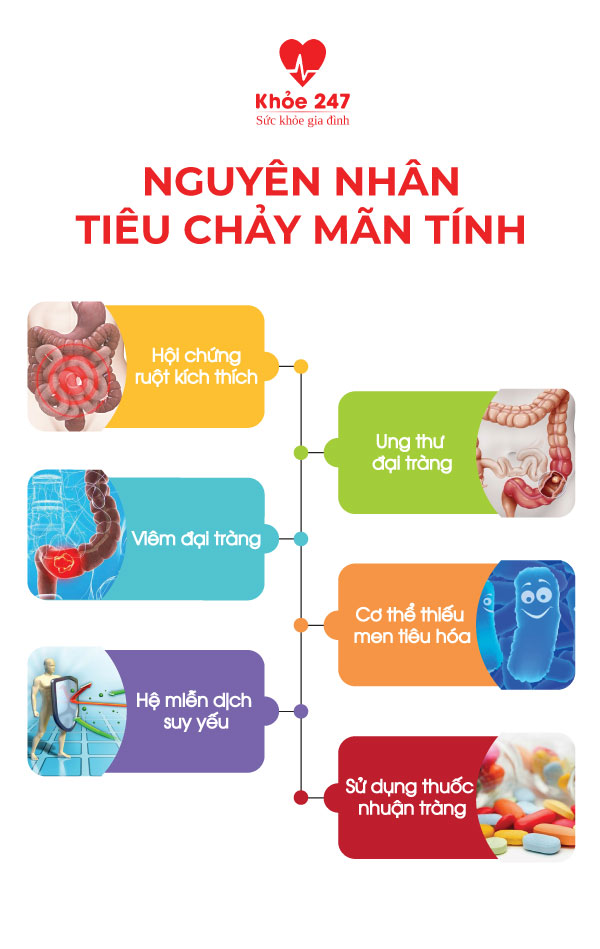 Khỏe 247
Sức khỏe gia đình
NGUYÊN NHÂN
TIÊU CHẢY MÃN TÍNH
Hội chứng
ruột kích thích
Ung thư
đại tràng
Viêm đại tràng
Cơ thể thiếu
men tiêu hóa
Hệ miễn dịch
suy yếu
Sử dụng thuốc
nhuận tràng